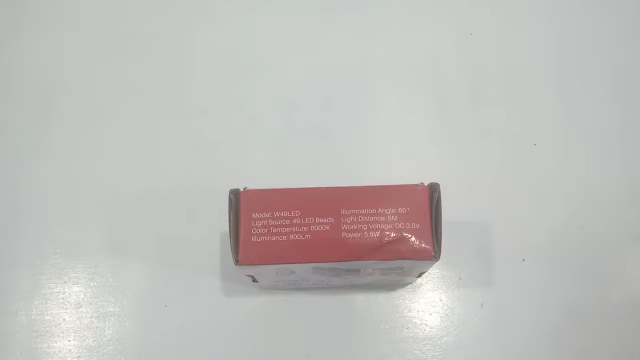 Model: W49LED
Light Source: 49 LED Beads
Color Temperature: 6000K
Illuminance: 800Lm
Illumination Angle: 60°
Light Distance: 5M
Working Voltage: DC 3.0v
Power: 5.8W